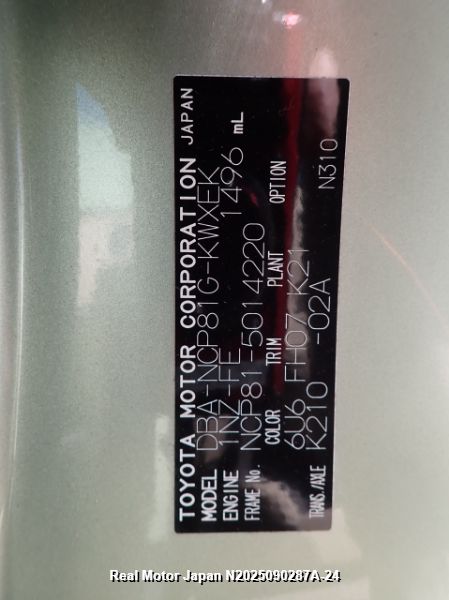 TOYOTA MOTOR CORPORATION JAPAN
MODEL DBA-NCP81G-KWXEK
ENGINE 1NZ-FE 1496 mL
FRAME No. NCP81-5014220
COLOR TRIM PLANT OPTION
6U6 FH07 K21
TRANS./AXLE K210 -02A N310
Real Motor Japan N2025090287A-24